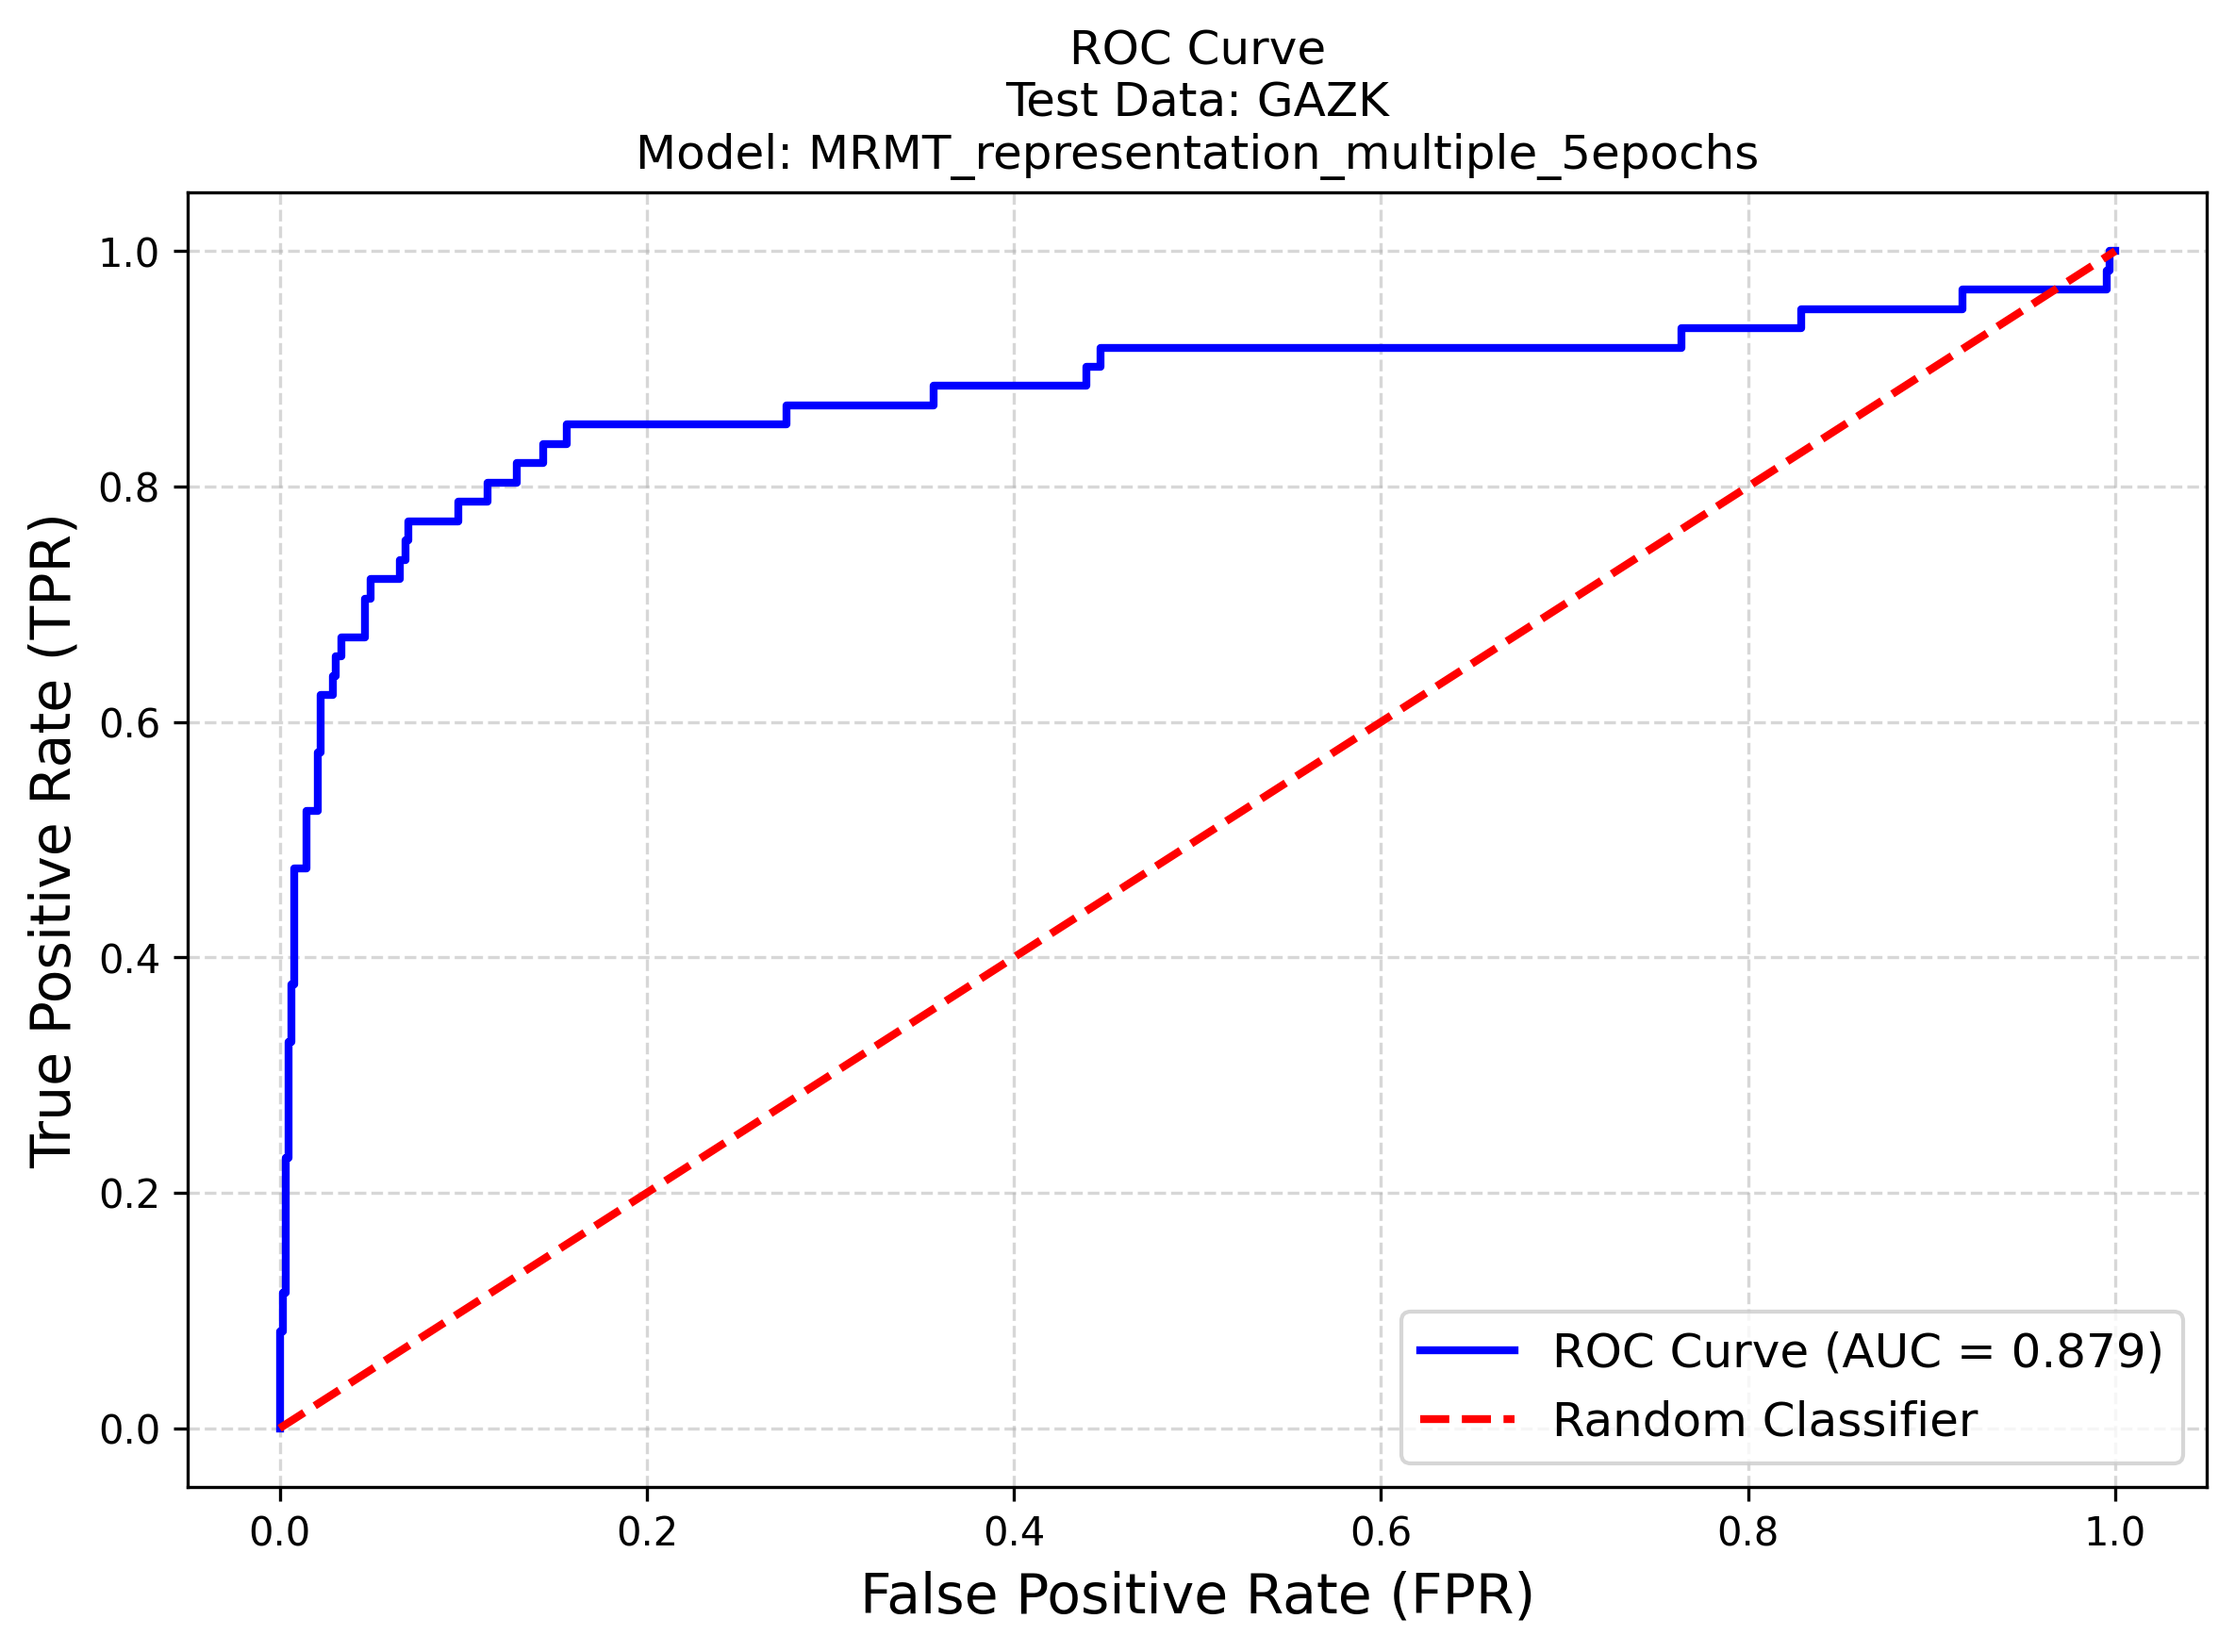 ROC Curve
Test Data: GAZK
Model: MRMT_representation_multiple_5epochs
True Positive Rate (TPR)
1.0
0.8
0.6
0.4
0.2
0.0
0.0 0.2 0.4 0.6 0.8 1.0
False Positive Rate (FPR)
ROC Curve (AUC = 0.879)
Random Classifier